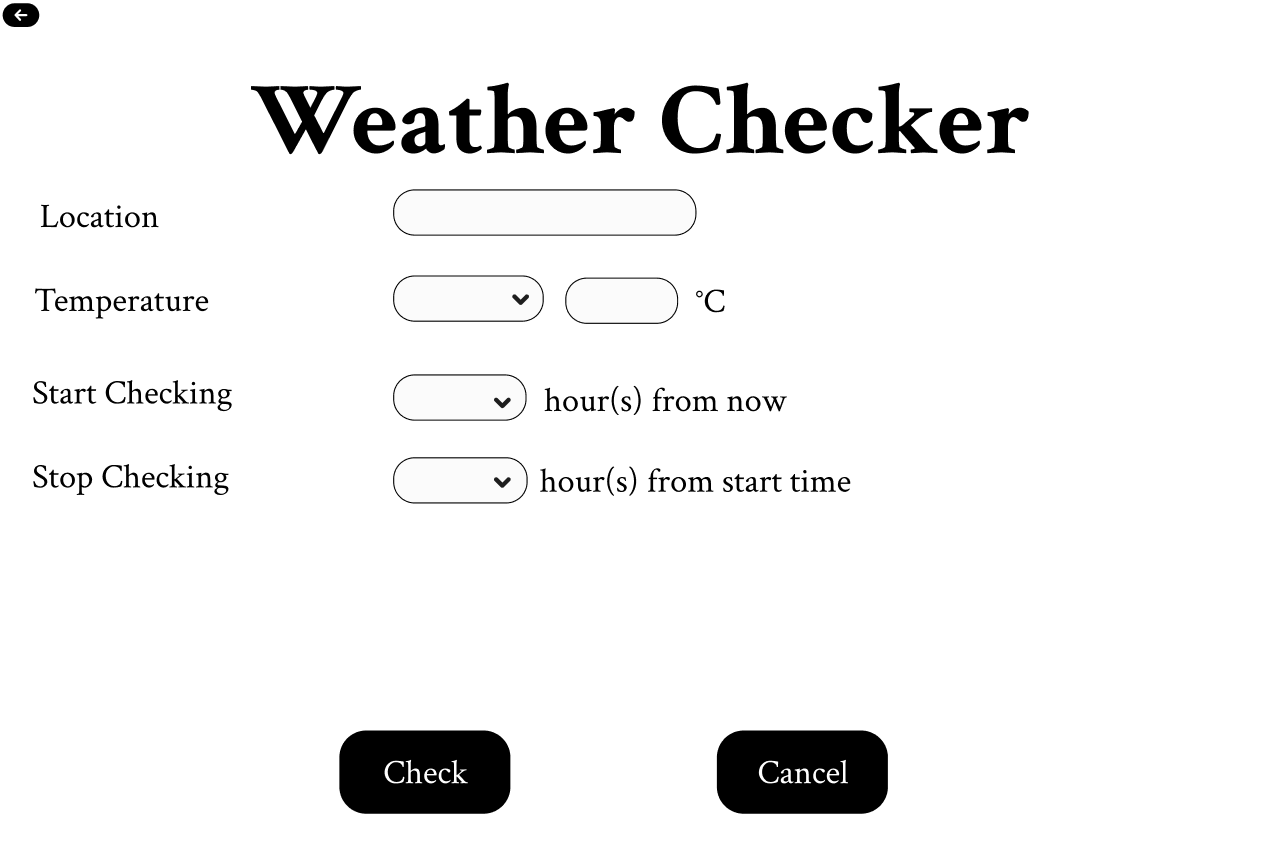 Weather Checker
Location
Temperature °C
Start Checking hour(s) from now
Stop Checking hour(s) from start time
Check Cancel